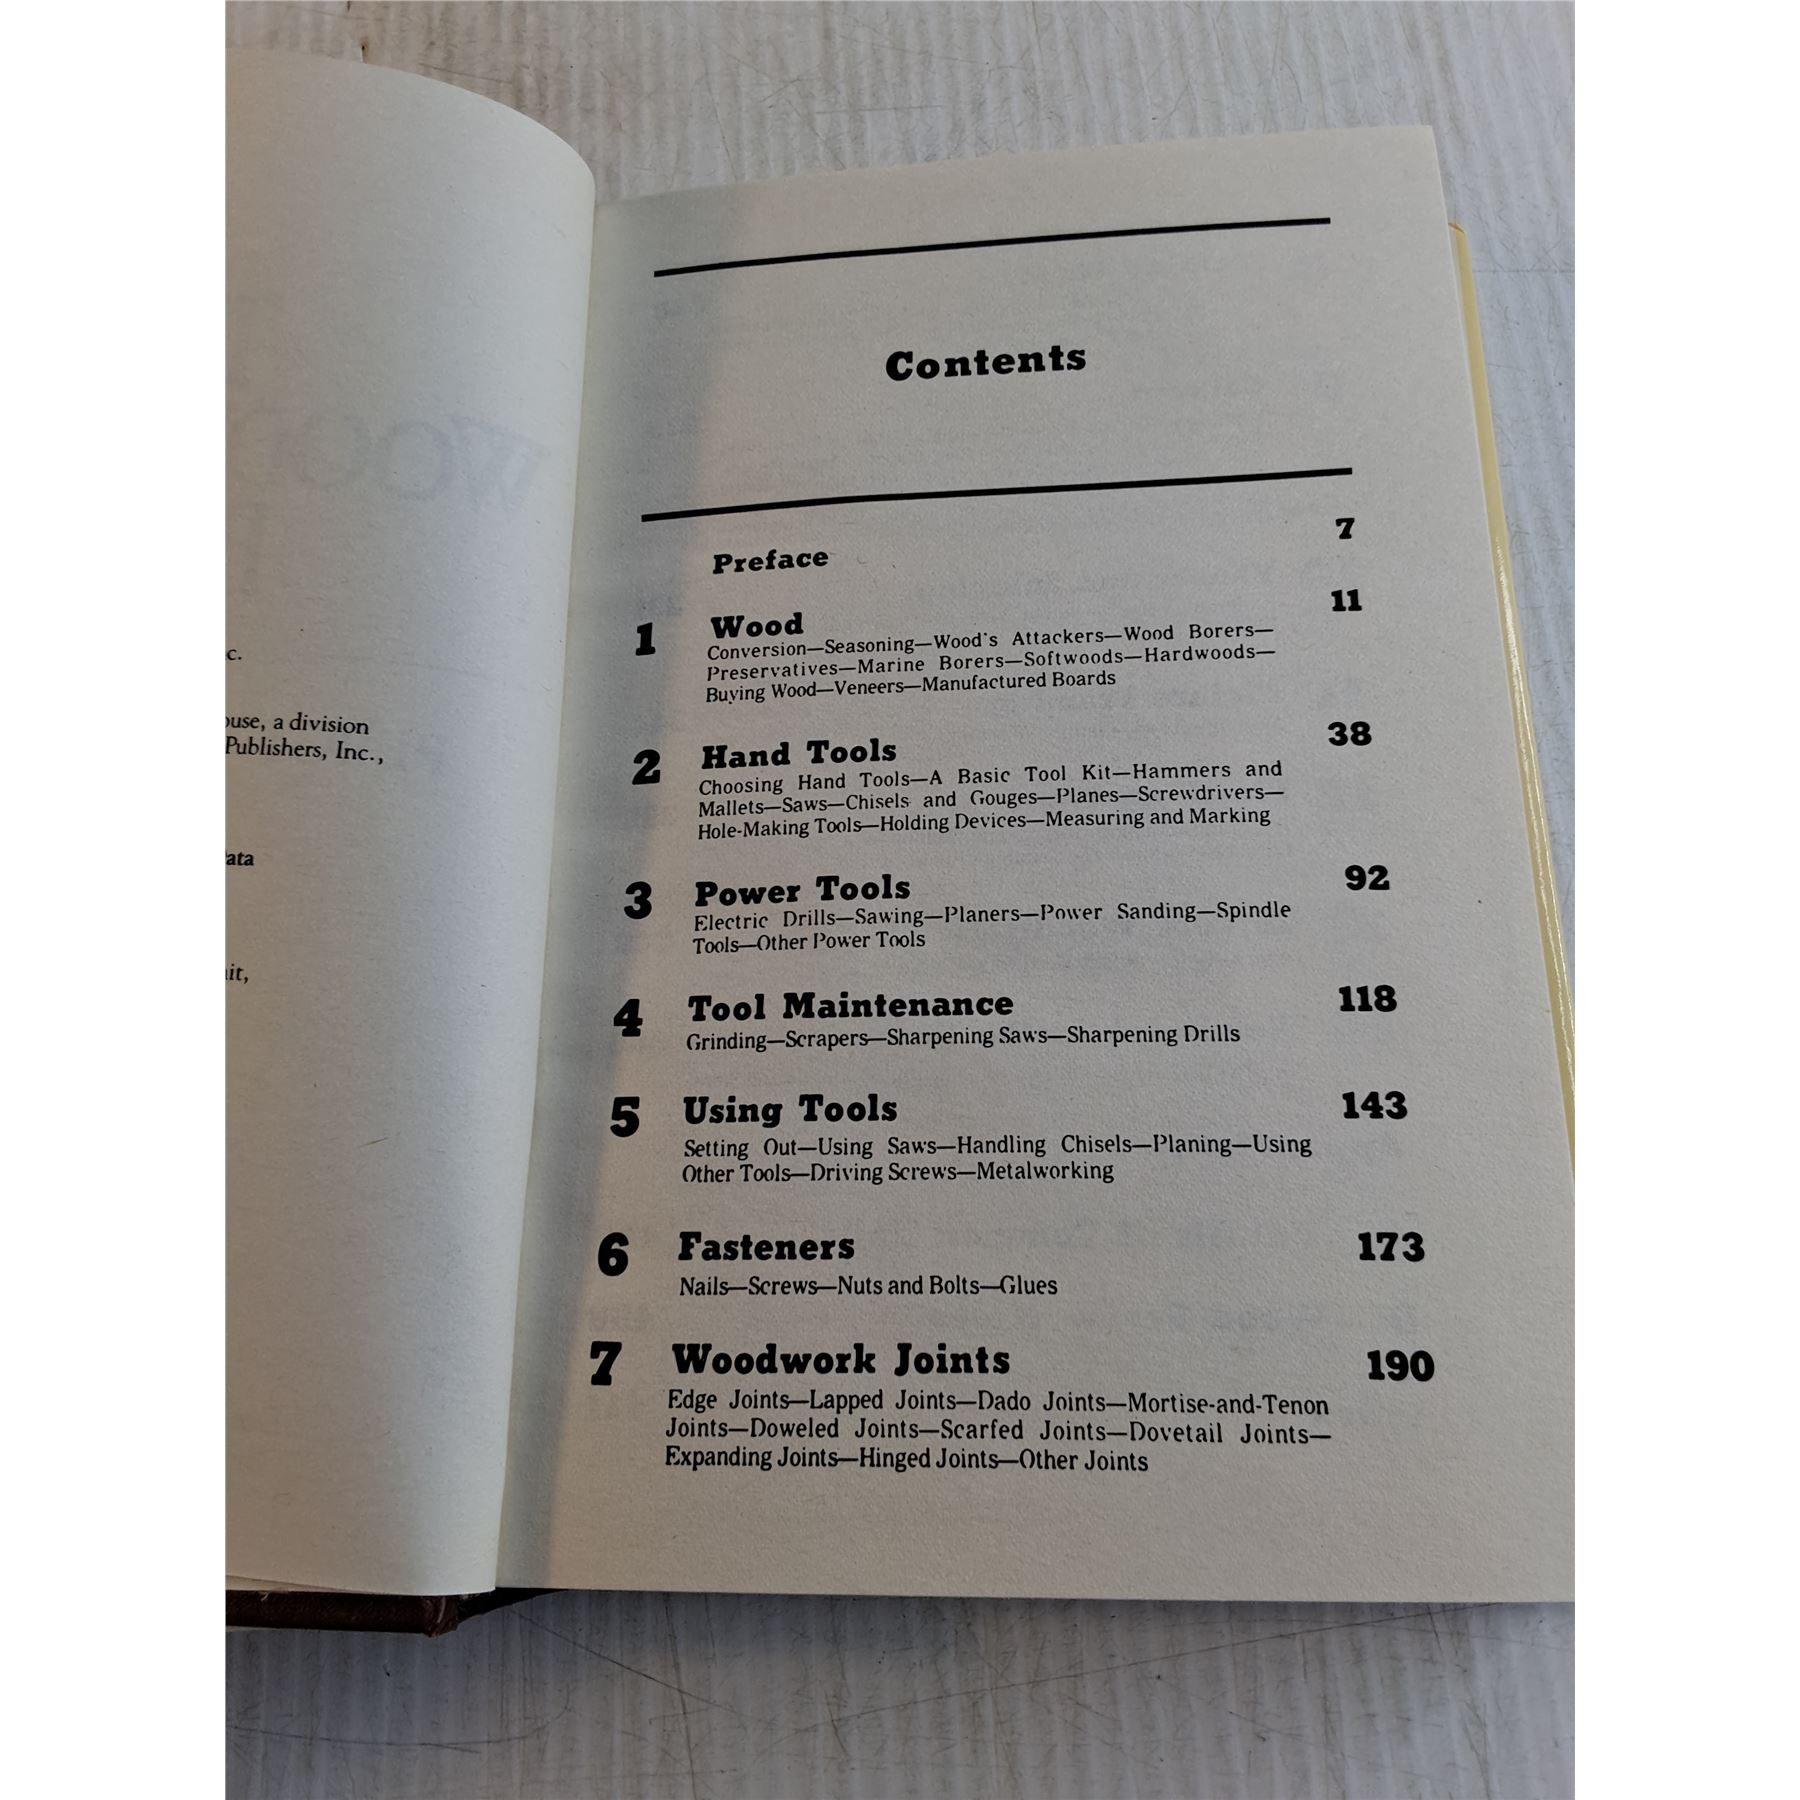 c.
ouse, a division
Publishers, Inc.,
ata
it,
Contents
Preface 7
1 Wood 11
Conversion—Seasoning—Wood's Attackers—Wood Borers—
Preservatives—Marine Borers—Softwoods—Hardwoods—
Buying Wood—Veneers—Manufactured Boards
2 Hand Tools 38
Choosing Hand Tools—A Basic Tool Kit—Hammers and
Mallets—Saws—Chisels and Gouges—Planes—Screwdrivers—
Hole-Making Tools—Holding Devices—Measuring and Marking
3 Power Tools 92
Electric Drills—Sawing—Planers—Power Sanding—Spindle
Tools—Other Power Tools
4 Tool Maintenance 118
Grinding—Scrapers—Sharpening Saws—Sharpening Drills
5 Using Tools 143
Setting Out—Using Saws—Handling Chisels—Planing—Using
Other Tools—Driving Screws—Metalworking
6 Fasteners 173
Nails—Screws—Nuts and Bolts—Glues
7 Woodwork Joints 190
Edge Joints—Lapped Joints—Dado Joints—Mortise-and-Tenon
Joints—Doweled Joints—Scarfed Joints—Dovetail Joints—
Expanding Joints—Hinged Joints—Other Joints